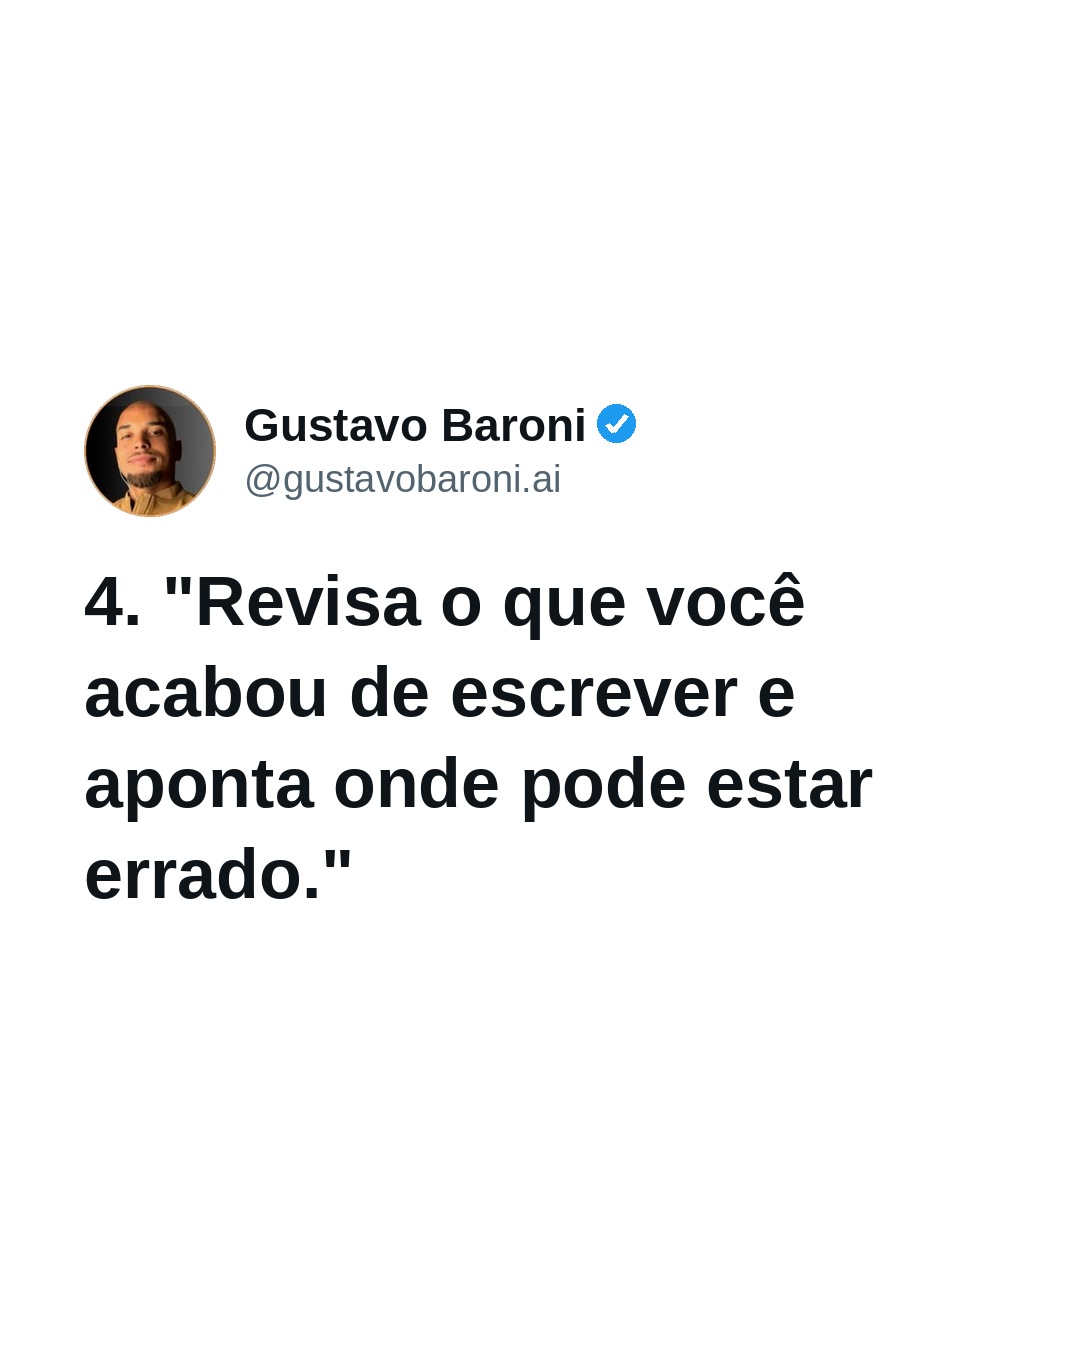 Gustavo Baroni
@gustavobaroni.ai
4. "Revisa o que você
acabou de escrever e
aponta onde pode estar
errado."